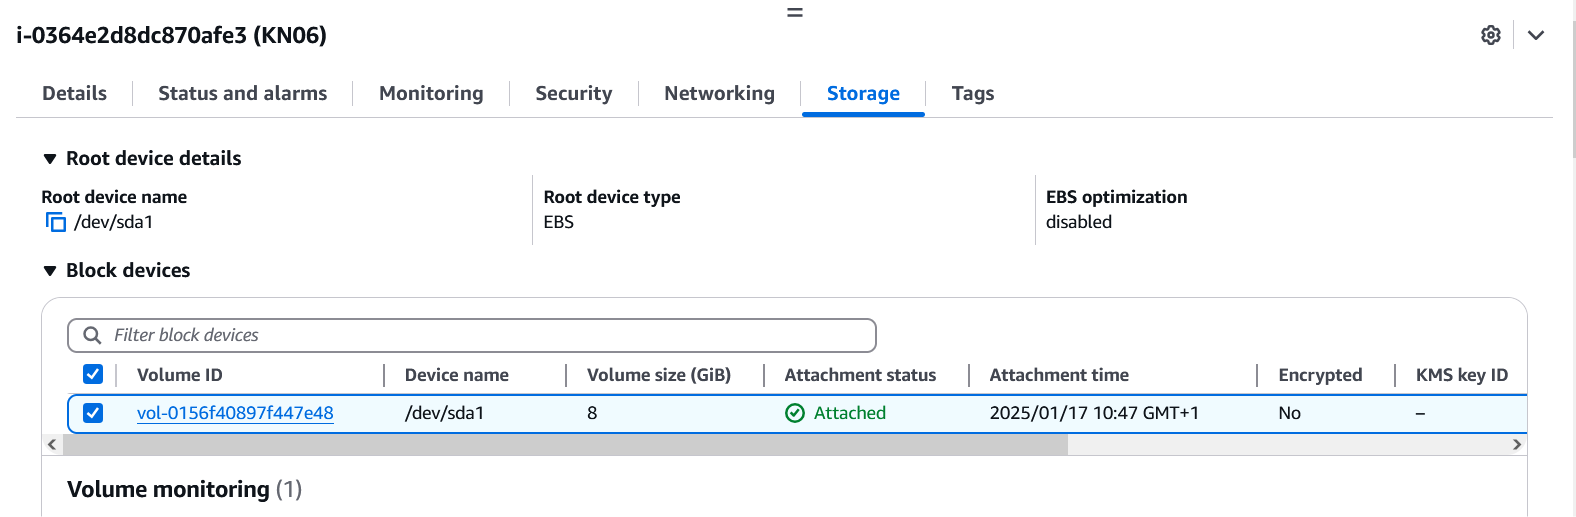 i-0364e2d8dc870afe3 (KN06)
Details Status and alarms Monitoring Security Networking Storage Tags
Root device details
Root device name Root device type EBS optimization
/dev/sda1 EBS disabled
Block devices
Filter block devices
Volume ID Device name Volume size (GiB) Attachment status Attachment time Encrypted KMS key ID
vol-0156f40897f447e48 /dev/sda1 8 Attached 2025/01/17 10:47 GMT+1 No –
Volume monitoring (1)